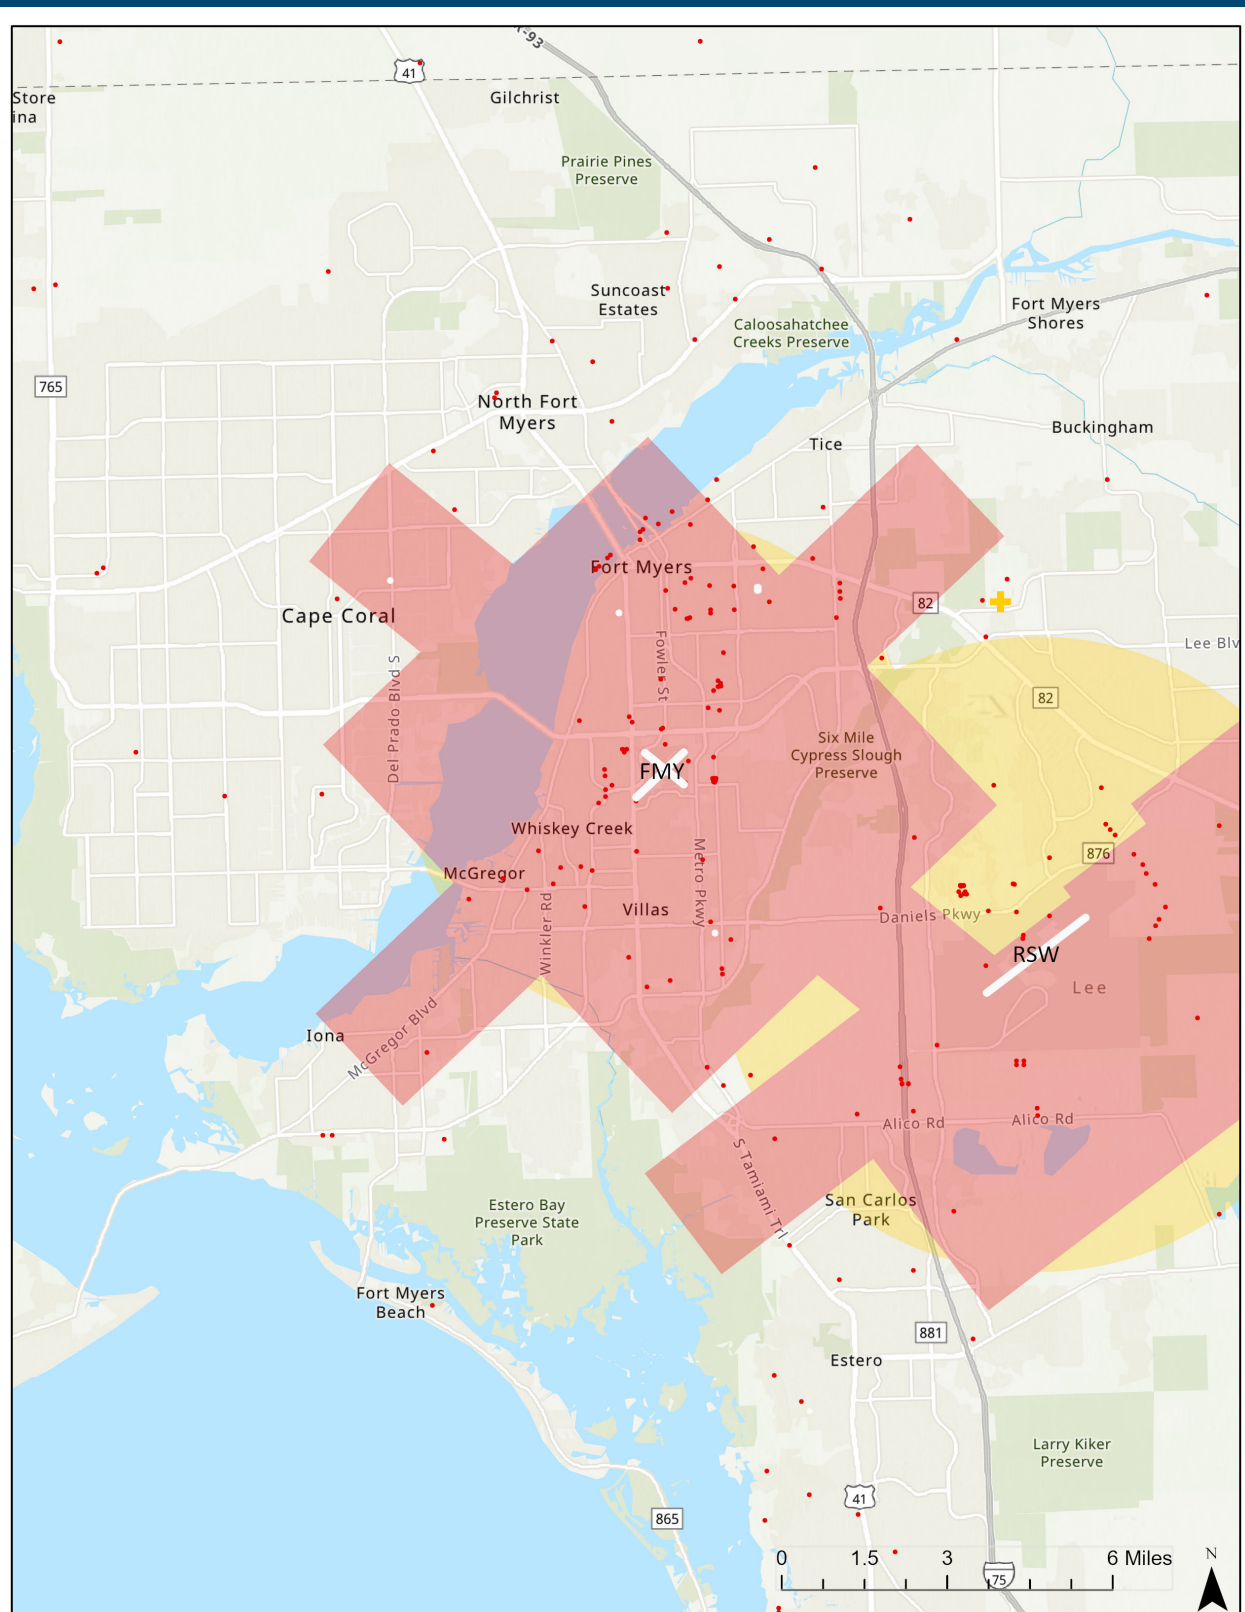 41
Gilchrist
Store
ina
Prairie Pines
Preserve
Suncoast
Estates
Fort Myers
Shores
Caloosahatchee
Creeks Preserve
765
North Fort
Myers
Buckingham
Tice
Fort Myers
82
Cape Coral
Fowler St
Lee Blv
Del Prado Blvd S
82
Six Mile
Cypress Slough
Preserve
FMY
Whiskey Creek
Metro Pkwy
876
McGregor
Winkler Rd
Villas
Daniels Pkwy
RSW
Lee
Iona
McGregor Blvd
Alico Rd
Alico Rd
S Tamiami Trl
San Carlos
Park
Estero Bay
Preserve State
Park
Fort Myers
Beach
881
Estero
Larry Kiker
Preserve
41
865
0
1.5
3
6 Miles
N
75